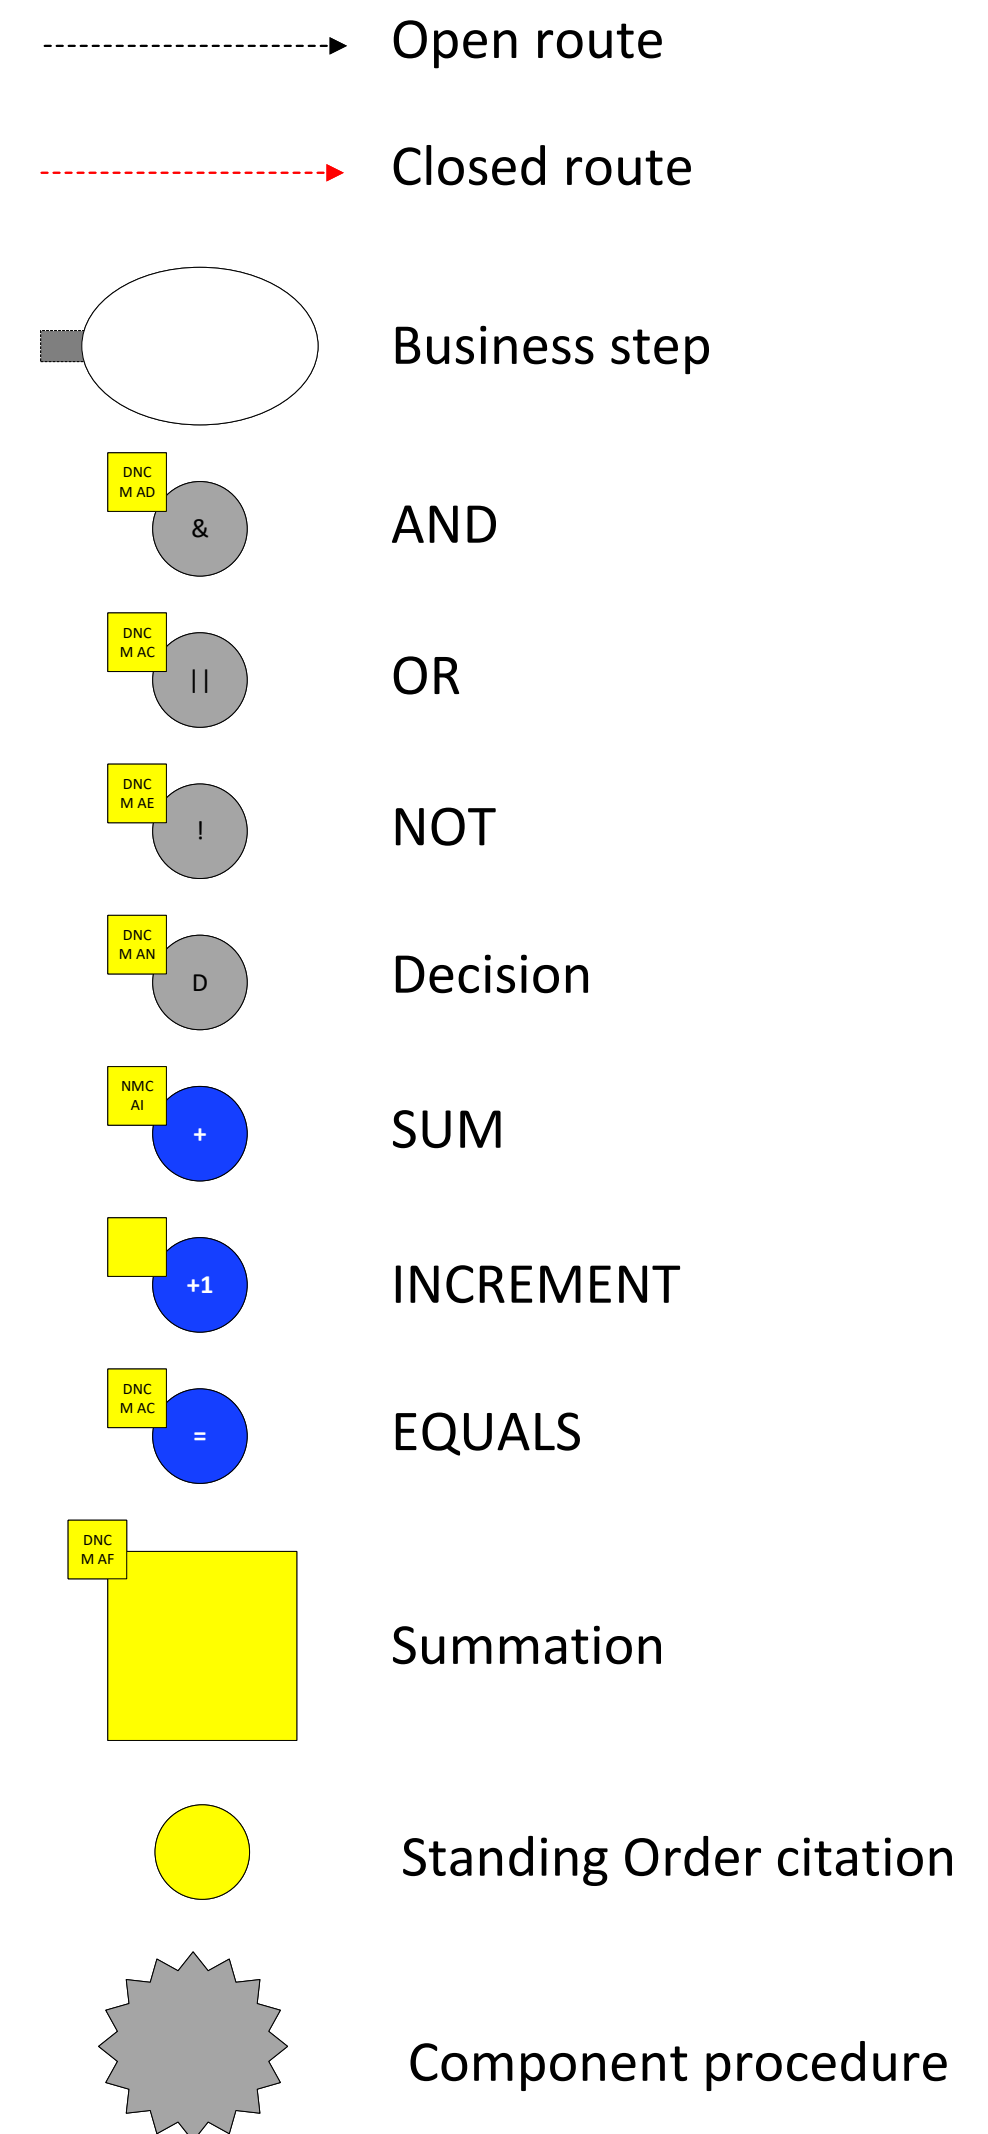 Open route
Closed route
Business step
DNC
M AD
&
AND
DNC
M AC
||
OR
DNC
M AE
!
NOT
DNC
M AN
D
Decision
NMC
AI
+
SUM
+1
INCREMENT
DNC
M AC
=
EQUALS
DNC
M AF
Summation
Standing Order citation
Component procedure